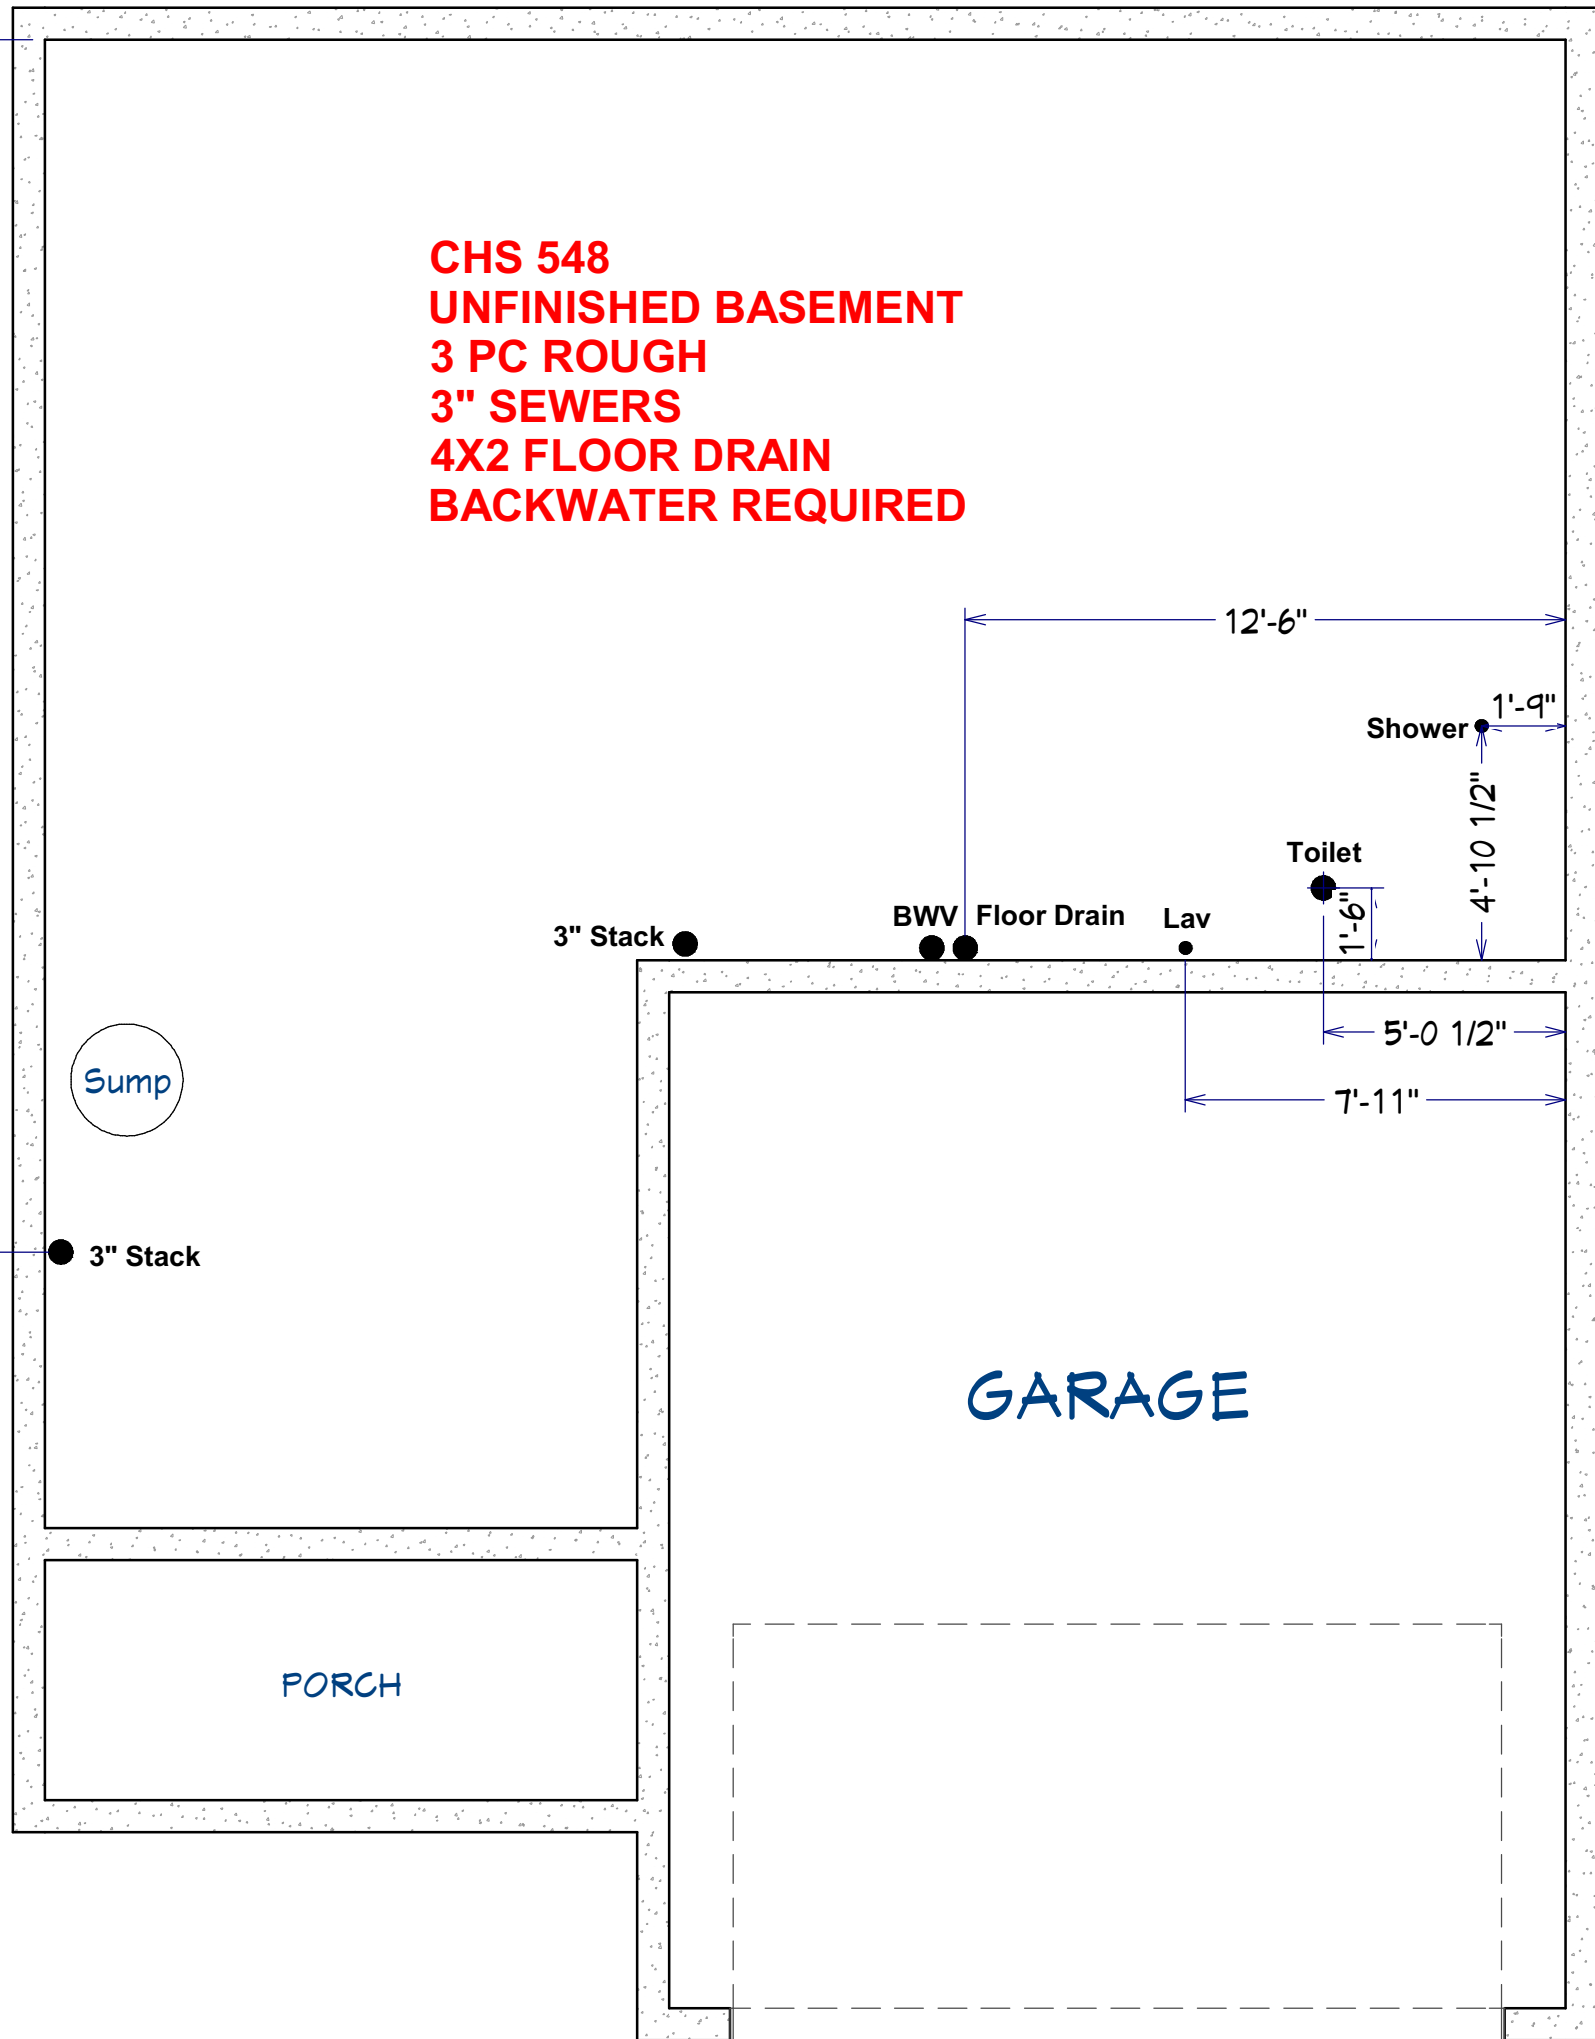 CHS 548
UNFINISHED BASEMENT
3 PC ROUGH
3" SEWERS
4X2 FLOOR DRAIN
BACKWATER REQUIRED
12'-6"
1'-9"
Shower
4'-10 1/2"
Toilet
1'-6"
3" Stack
BWV
Floor Drain
Lav
5'-0 1/2"
7'-11"
Sump
3" Stack
GARAGE
PORCH